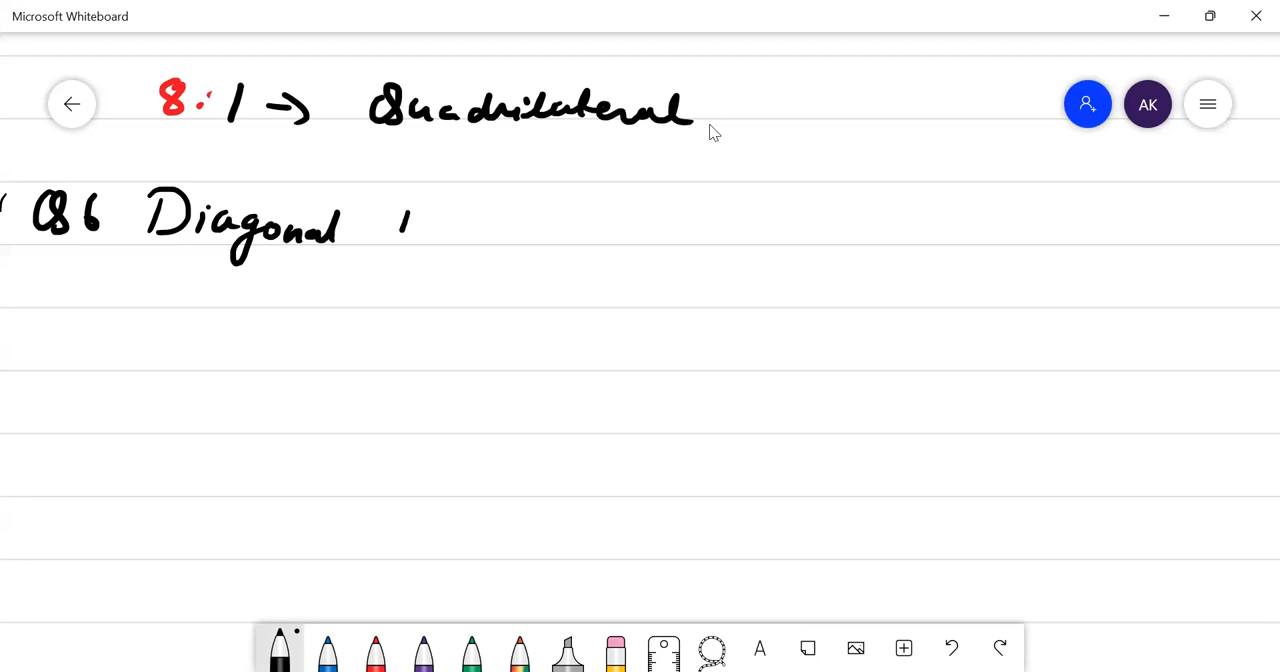 Microsoft Whiteboard
8.1 → Quadrilateral
AK
Q6 Diagonal
A